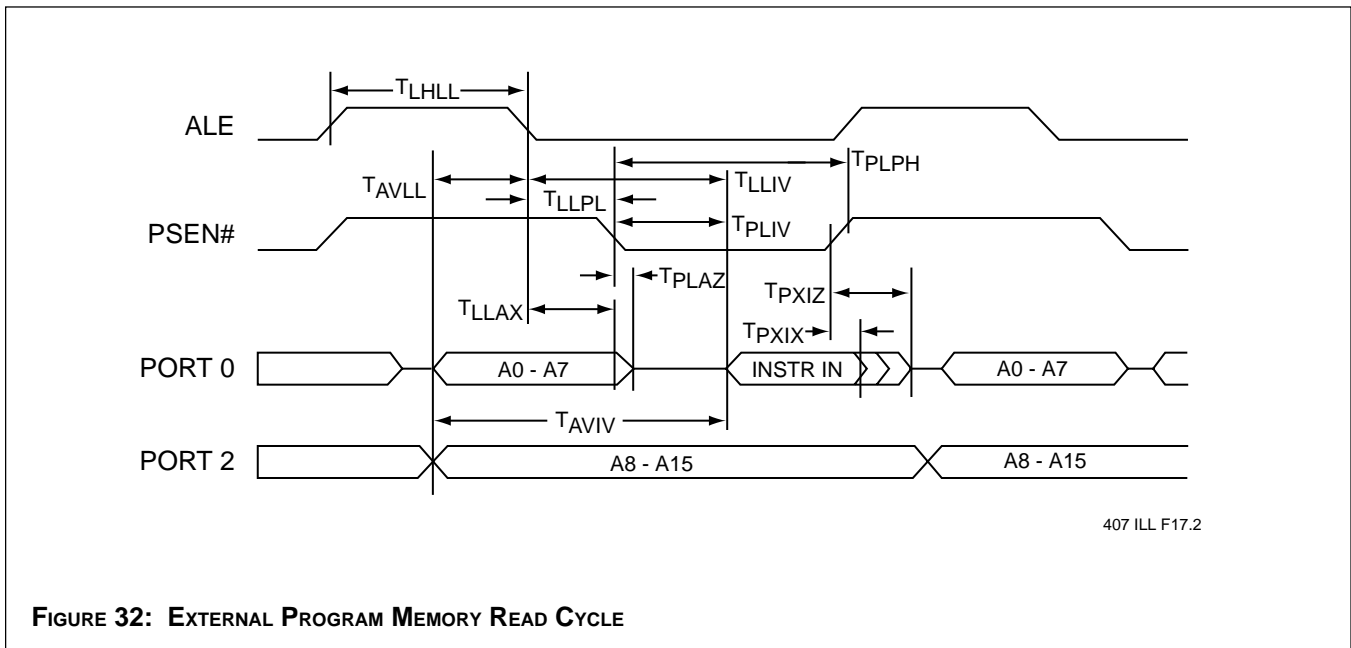 TLHLL
ALE
TPLPH
TAVLL
TLLIV
TLLPL
PSEN#
TPLIV
TPLAZ
TPXIZ
TLLAX
TPXIX
PORT 0
A0 - A7
INSTR IN
A0 - A7
TAVIV
PORT 2
A8 - A15
A8 - A15
407 ILL F17.2
FIGURE 32: EXTERNAL PROGRAM MEMORY READ CYCLE